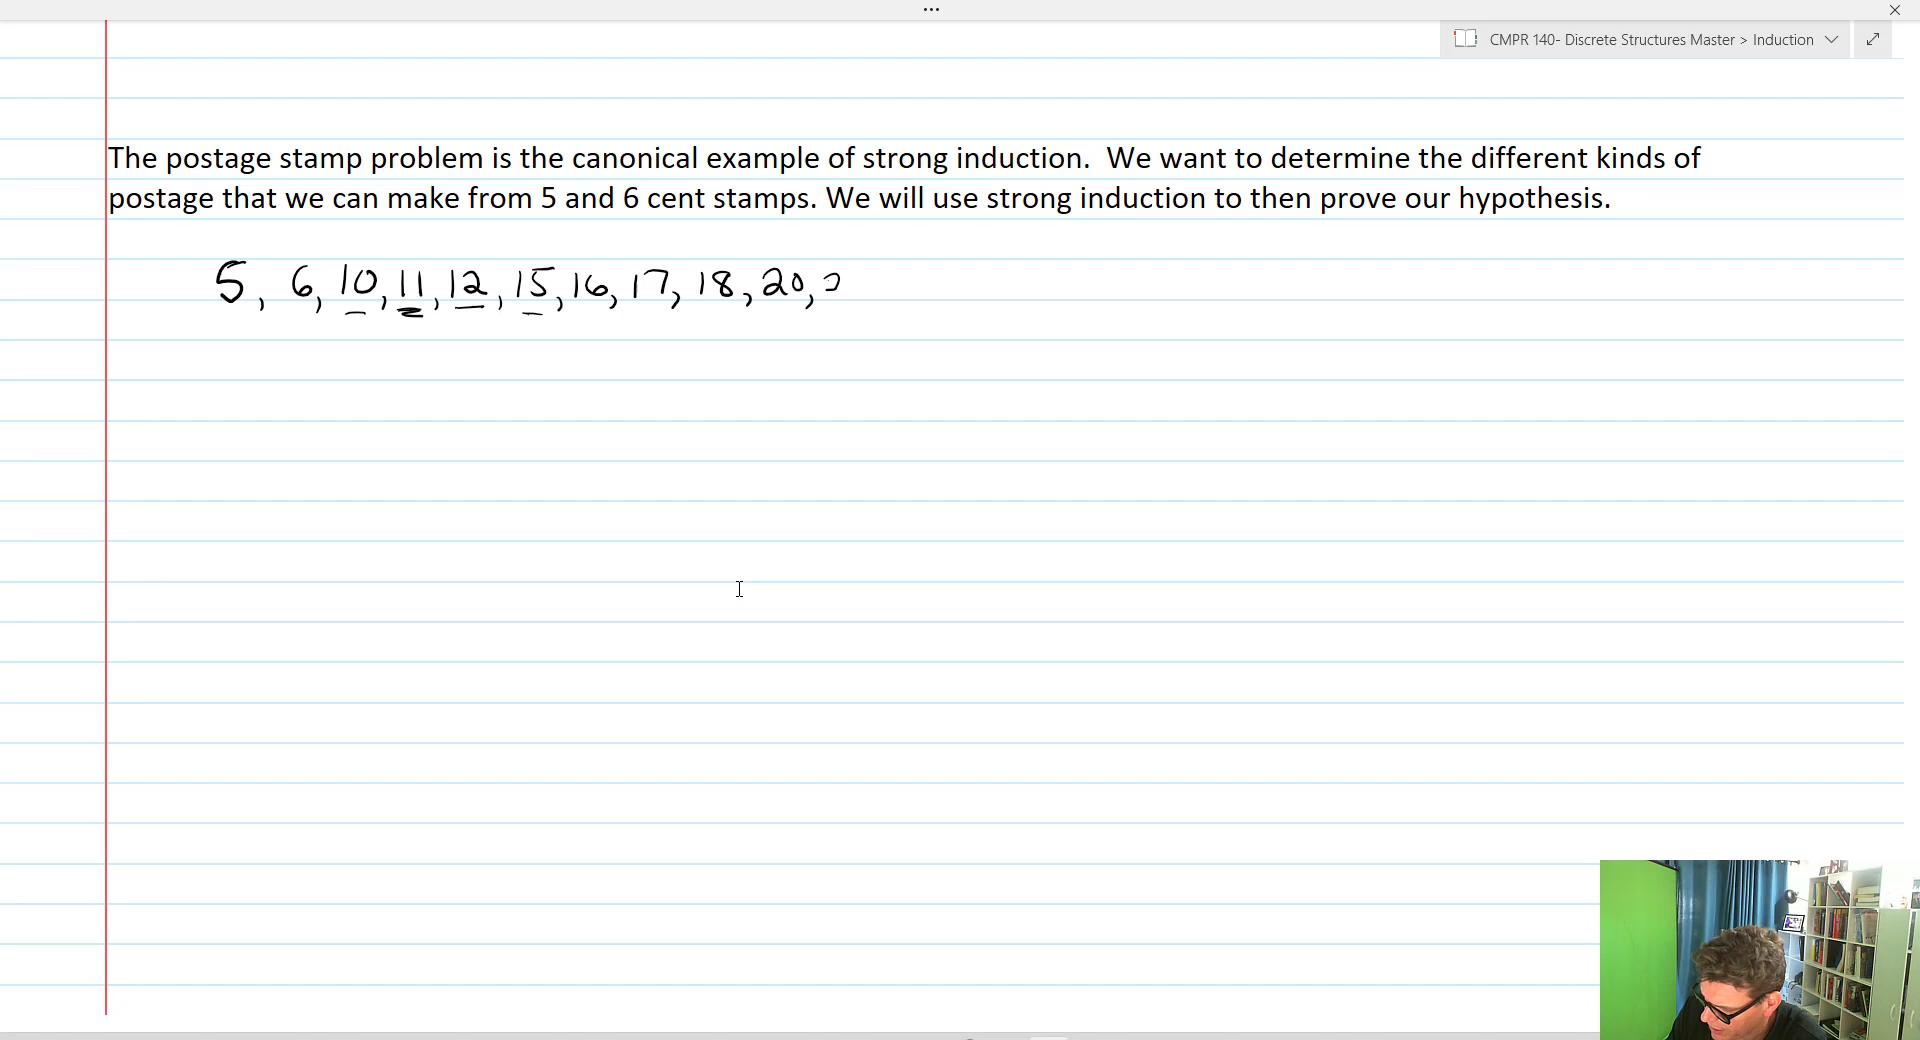 CMPR 140- Discrete Structures Master > Induction
The postage stamp problem is the canonical example of strong induction. We want to determine the different kinds of
postage that we can make from 5 and 6 cent stamps. We will use strong induction to then prove our hypothesis.
5, 6, 10, 11, 12, 15, 16, 17, 18, 20, 2